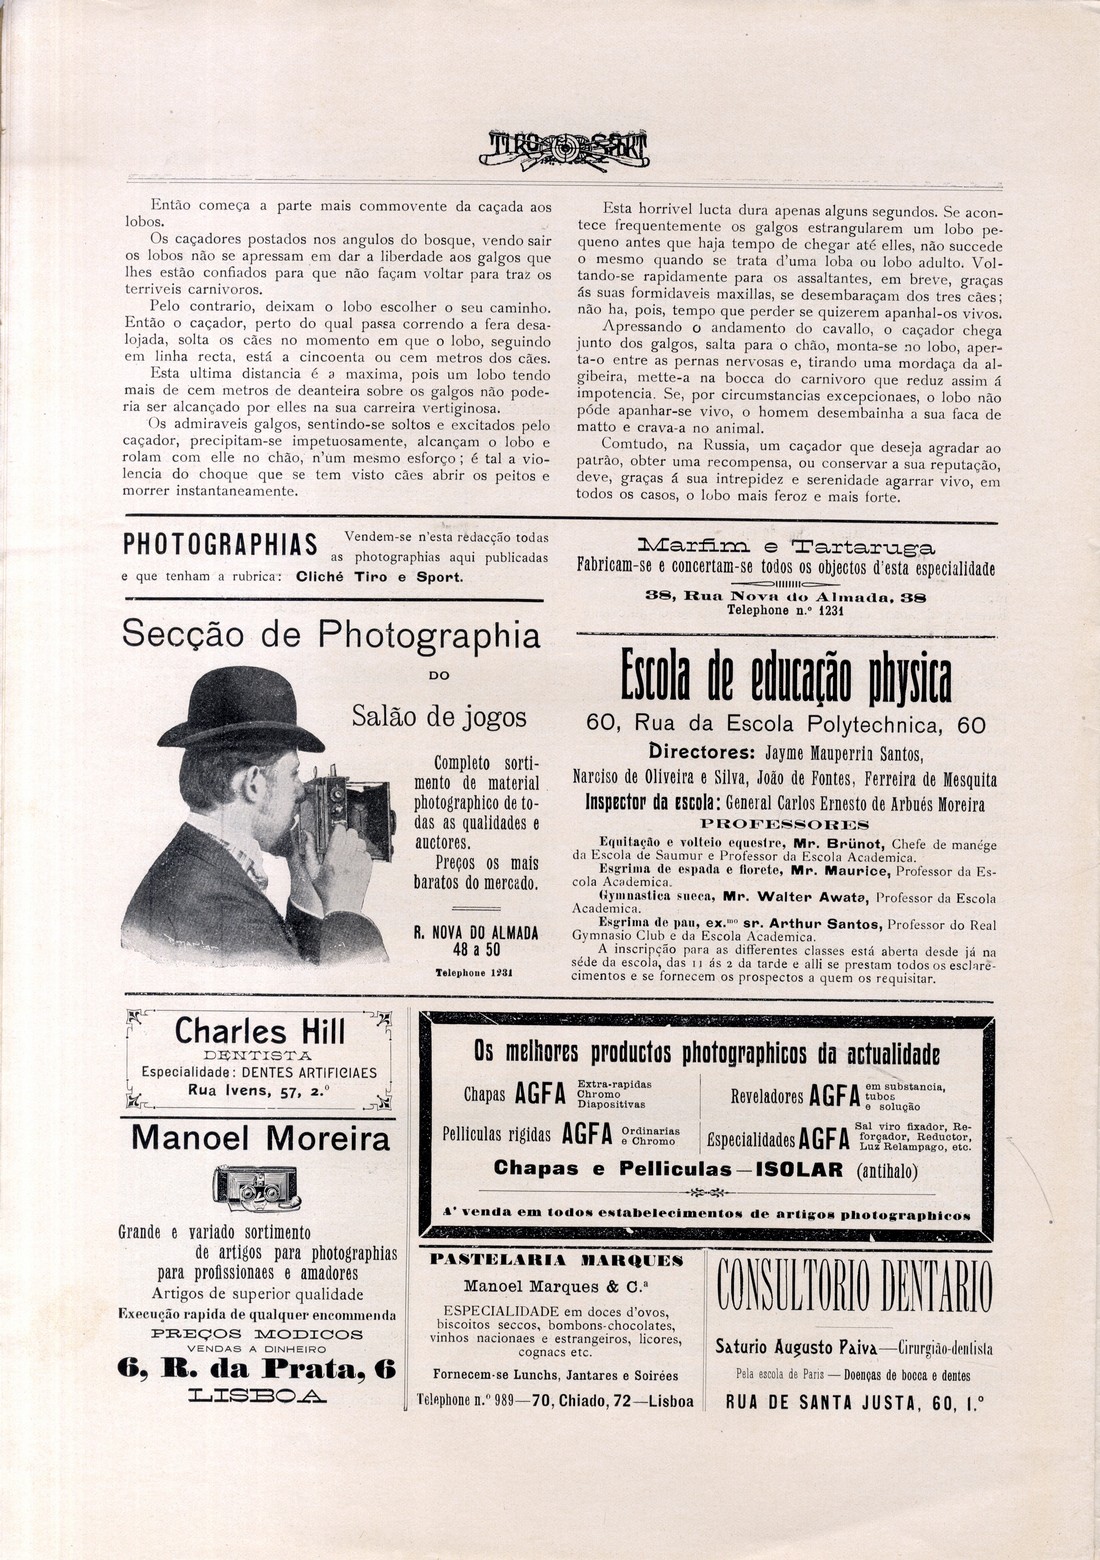 TIRO SPORT
Então começa a parte mais commovente da caçada aos
lobos.
Os caçadores postados nos angulos do bosque, vendo sair
os lobos não se apressam em dar a liberdade aos galgos que
lhes estão confiados para que não façam voltar para traz os
terriveis carnivoros.
Pelo contrario, deixam o lobo escolher o seu caminho.
Então o caçador, perto do qual passa correndo a fera desa-
lojada, solta os cães no momento em que o lobo, seguindo
em linha recta, está a cincoenta ou cem metros dos cães.
Esta ultima distancia é a maxima, pois um lobo tendo
mais de cem metros de deanteira sobre os galgos não pode-
ria ser alcançado por elles na sua carreira vertiginosa.
Os admiraveis galgos, sentindo-se soltos e excitados pelo
caçador, precipitam-se impetuosamente, alcançam o lobo e
rolam com elle no chão, n'um mesmo esforço; é tal a vio-
lencia do choque que se tem visto cães abrir os peitos e
morrer instantaneamente.
Esta horrivel lucta dura apenas alguns segundos. Se acon-
tece frequentemente os galgos estrangularem um lobo pe-
queno antes que haja tempo de chegar até elles, não succede
o mesmo quando se trata d'uma loba ou lobo adulto. Vol-
tando-se rapidamente para os assaltantes, em breve, graças
ás suas formidaveis maxillas, se desembaraçam dos tres cães;
não ha, pois, tempo que perder se quizerem apanhal-os vivos.
Apressando o andamento do cavallo, o caçador chega
junto dos galgos, salta para o chão, monta-se no lobo, aper-
ta-o entre as pernas nervosas e, tirando uma mordaça da al-
gibeira, mette-a na bocca do carnivoro que reduz assim á
impotencia. Se, por circumstancias excepcionaes, o lobo não
póde apanhar-se vivo, o homem desembainha a sua faca de
matto e crava-a no animal.
Comtudo, na Russia, um caçador que deseja agradar ao
patrão, obter uma recompensa, ou conservar a sua reputação,
deve, graças á sua intrepidez e serenidade agarrar vivo, em
todos os casos, o lobo mais feroz e mais forte.
PHOTOGRAPHIAS Vendem-se n'esta redacção todas
as photographias aqui publicadas
e que tenham a rubrica: Cliché Tiro e Sport.
Marfim e Tartaruga
Fabricam-se e concertam-se todos os objectos d'esta especialidade
38, Rua Nova do Almada, 38
Telephone n.º 1231
Secção de Photographia
DO
Salão de jogos
Completo sorti-
mento de material
photographico de to-
das as qualidades e
auctores.
Preços os mais
baratos do mercado.
R. NOVA DO ALMADA
48 a 50
Telephone 1231
Escola de educação physica
60, Rua da Escola Polytechnica, 60
Directores: Jayme Mauperrin Santos,
Narciso de Oliveira e Silva, João de Fontes, Ferreira de Mesquita
Inspector da escola: General Carlos Ernesto de Arbués Moreira
PROFESSORES
Equitação e volteio equestre, Mr. Brünot, Chefe de manége
da Escola de Saumur e Professor da Escola Academica.
Esgrima de espada e florete, Mr. Maurice, Professor da Es-
cola Academica.
Gymnastica sueca, Mr. Walter Awata, Professor da Escola
Academica.
Esgrima de pau, ex.mo sr. Arthur Santos, Professor do Real
Gymnasio Club e da Escola Academica.
A inscripção para as differentes classes está aberta desde já na
séde da escola, das 11 ás 2 da tarde e alli se prestam todos os esclare-
cimentos e se fornecem os prospectos a quem os requisitar.
Charles Hill
DENTISTA
Especialidade: DENTES ARTIFICIAES
Rua Ivens, 57, 2.º
Manoel Moreira
Grande e variado sortimento
de artigos para photographias
para profissionaes e amadores
Artigos de superior qualidade
Execução rapida de qualquer encommenda
PREÇOS MODICOS
VENDAS A DINHEIRO
6, R. da Prata, 6
LISBOA
Os melhores productos photographicos da actualidade
Chapas AGFA Extra-rapidas
Chromo
Diapositivas
Reveladores AGFA em substancia,
tubos
e solução
Pelliculas rigidas AGFA Ordinarias
e Chromo
Especialidades AGFA Sal viro fixador, Re-
forçador, Reductor,
Luz Relampago, etc.
Chapas e Pelliculas—ISOLAR (antihalo)
A' venda em todos estabelecimentos de artigos photographicos
PASTELARIA MARQUES
Manoel Marques & C.ª
ESPECIALIDADE em doces d'ovos,
biscoitos seccos, bombons-chocolates,
vinhos nacionaes e estrangeiros, licores,
cognacs etc.
Fornecem-se Lunchs, Jantares e Soirées
Telephone n.º 989—70, Chiado, 72—Lisboa
CONSULTORIO DENTARIO
Saturio Augusto Paiva—Cirurgião-dentista
Pela escola de Paris — Doenças de bocca e dentes
RUA DE SANTA JUSTA, 60, 1.º